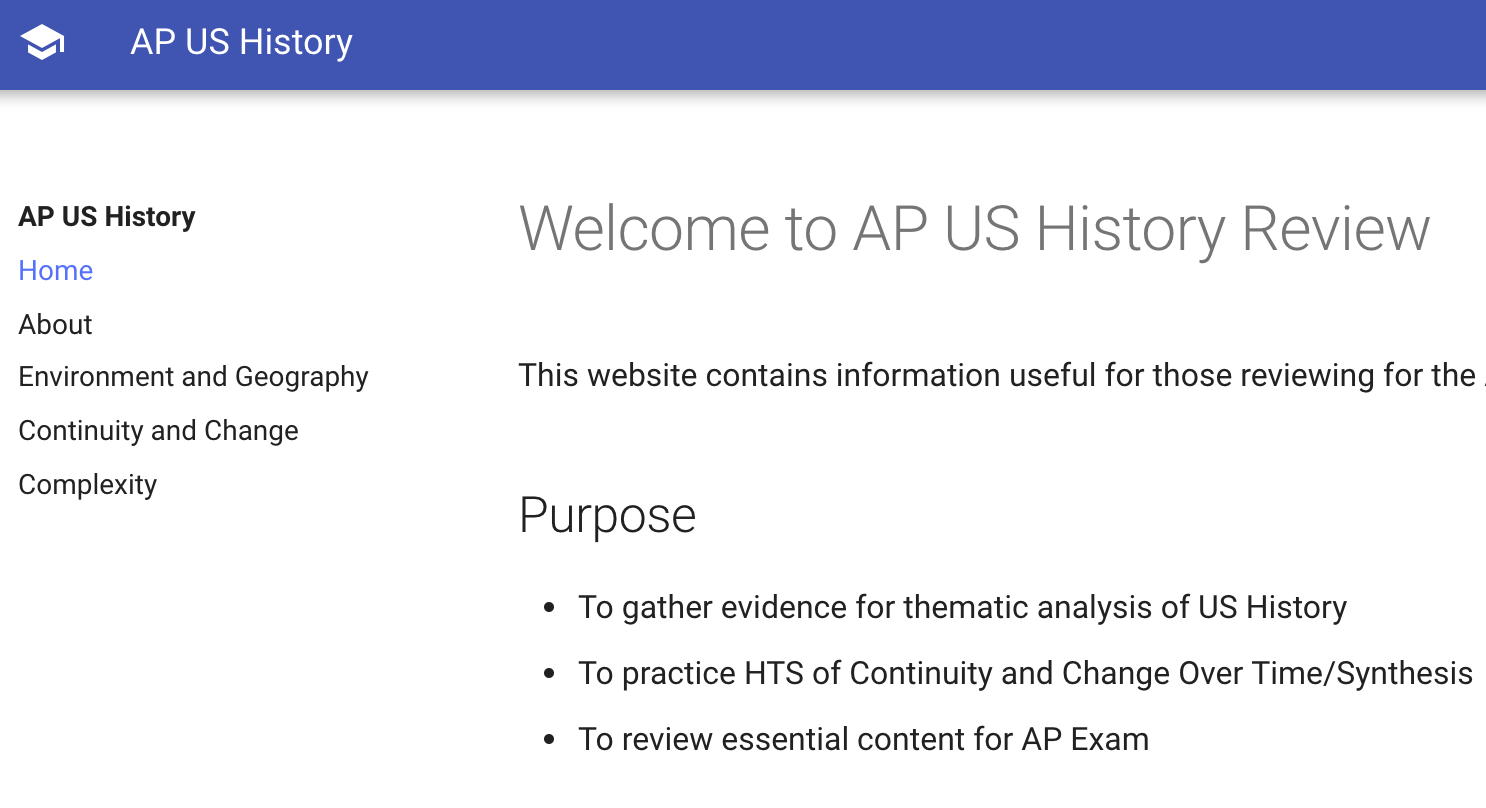 AP US History
AP US History
Home
About
Environment and Geography
Continuity and Change
Complexity
Welcome to AP US History Review
This website contains information useful for those reviewing for the
Purpose
• To gather evidence for thematic analysis of US History
• To practice HTS of Continuity and Change Over Time/Synthesis
• To review essential content for AP Exam